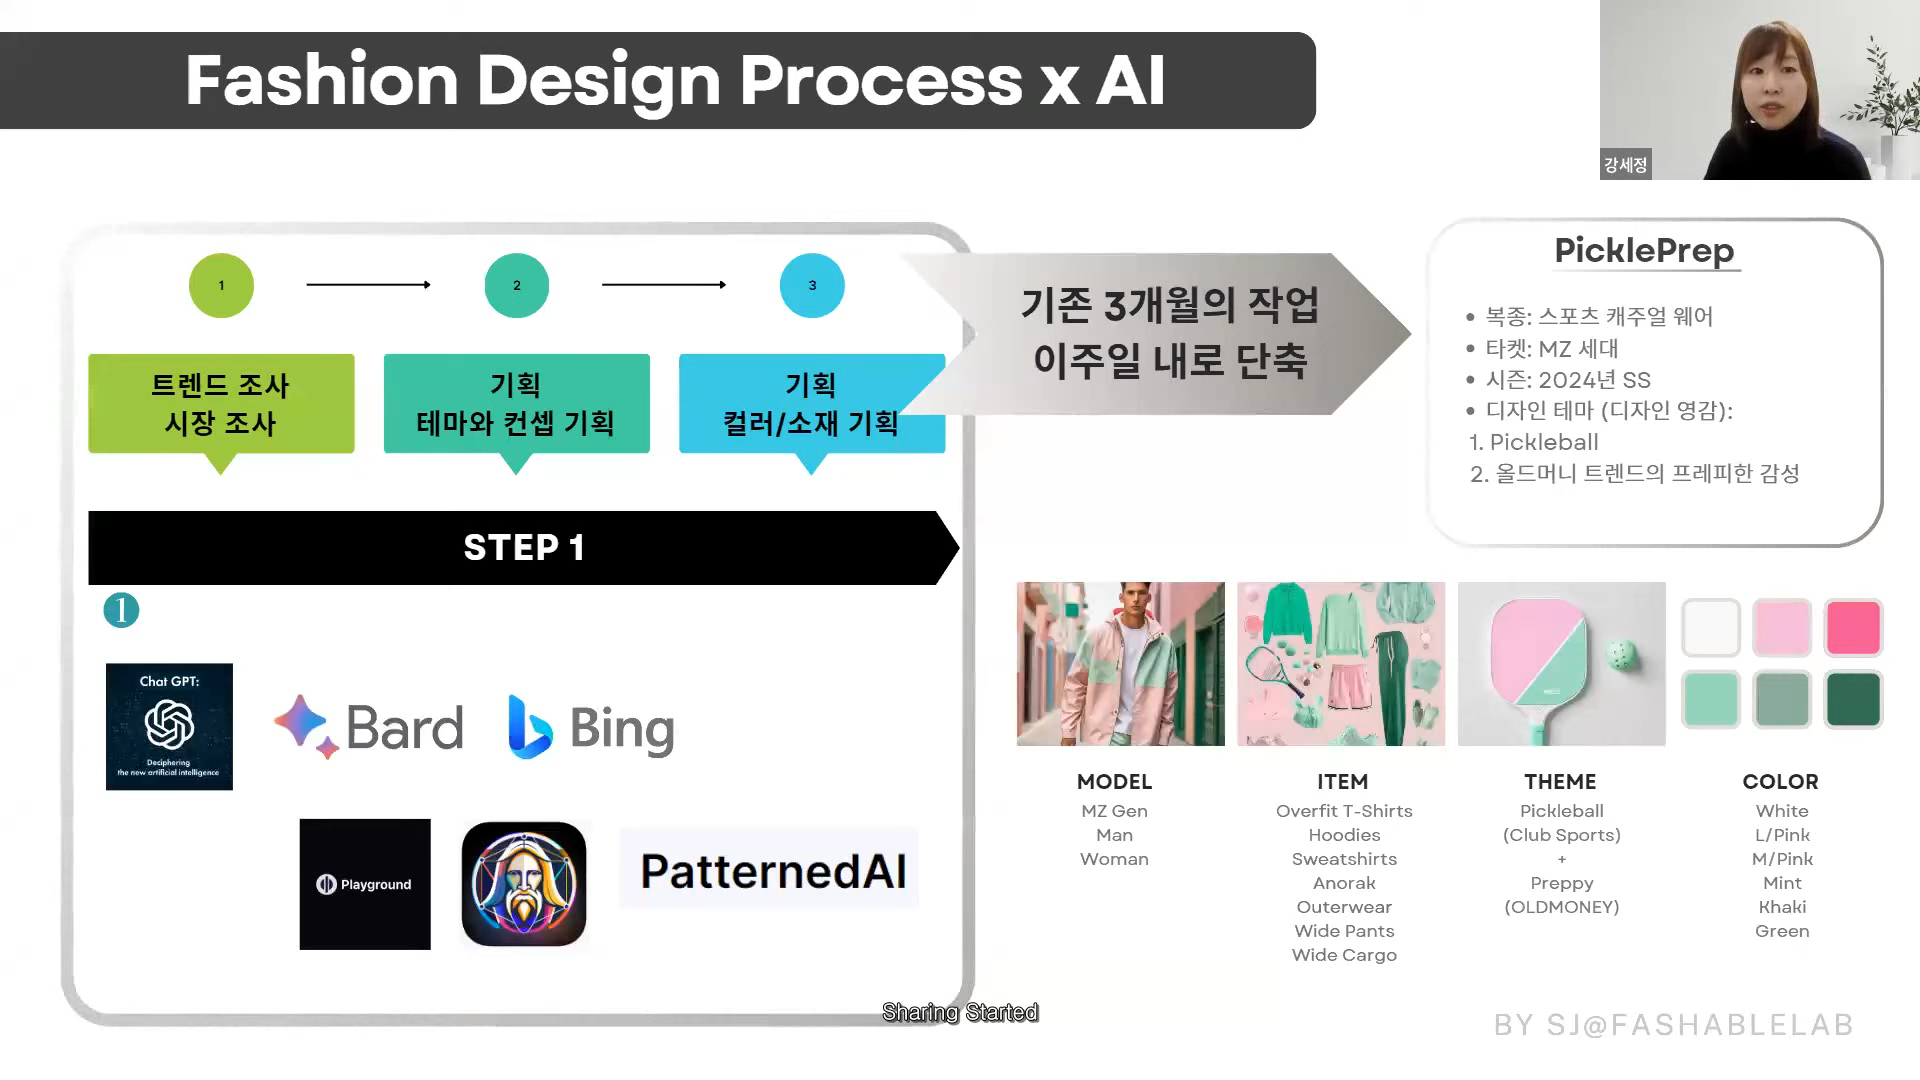 Fashion Design Process x AI
강세정
1
2
3
트렌드 조사
시장 조사
기획
테마와 컨셉 기획
기획
컬러/소재 기획
기존 3개월의 작업
이주일 내로 단축
STEP 1
1
Chat GPT:
Deciphering
the new artificial intelligence
Bard
Bing
Playground
PatternedAI
PicklePrep
복종: 스포츠 캐주얼 웨어
타켓: MZ 세대
시즌: 2024년 SS
디자인 테마 (디자인 영감):
1. Pickleball
2. 올드머니 트렌드의 프레피한 감성
MODEL
MZ Gen
Man
Woman
ITEM
Overfit T-Shirts
Hoodies
Sweatshirts
Anorak
Outerwear
Wide Pants
Wide Cargo
THEME
Pickleball
(Club Sports)
+
Preppy
(OLDMONEY)
COLOR
White
L/Pink
M/Pink
Mint
Khaki
Green
Sharing Started
BY SJ@FASHABLELAB